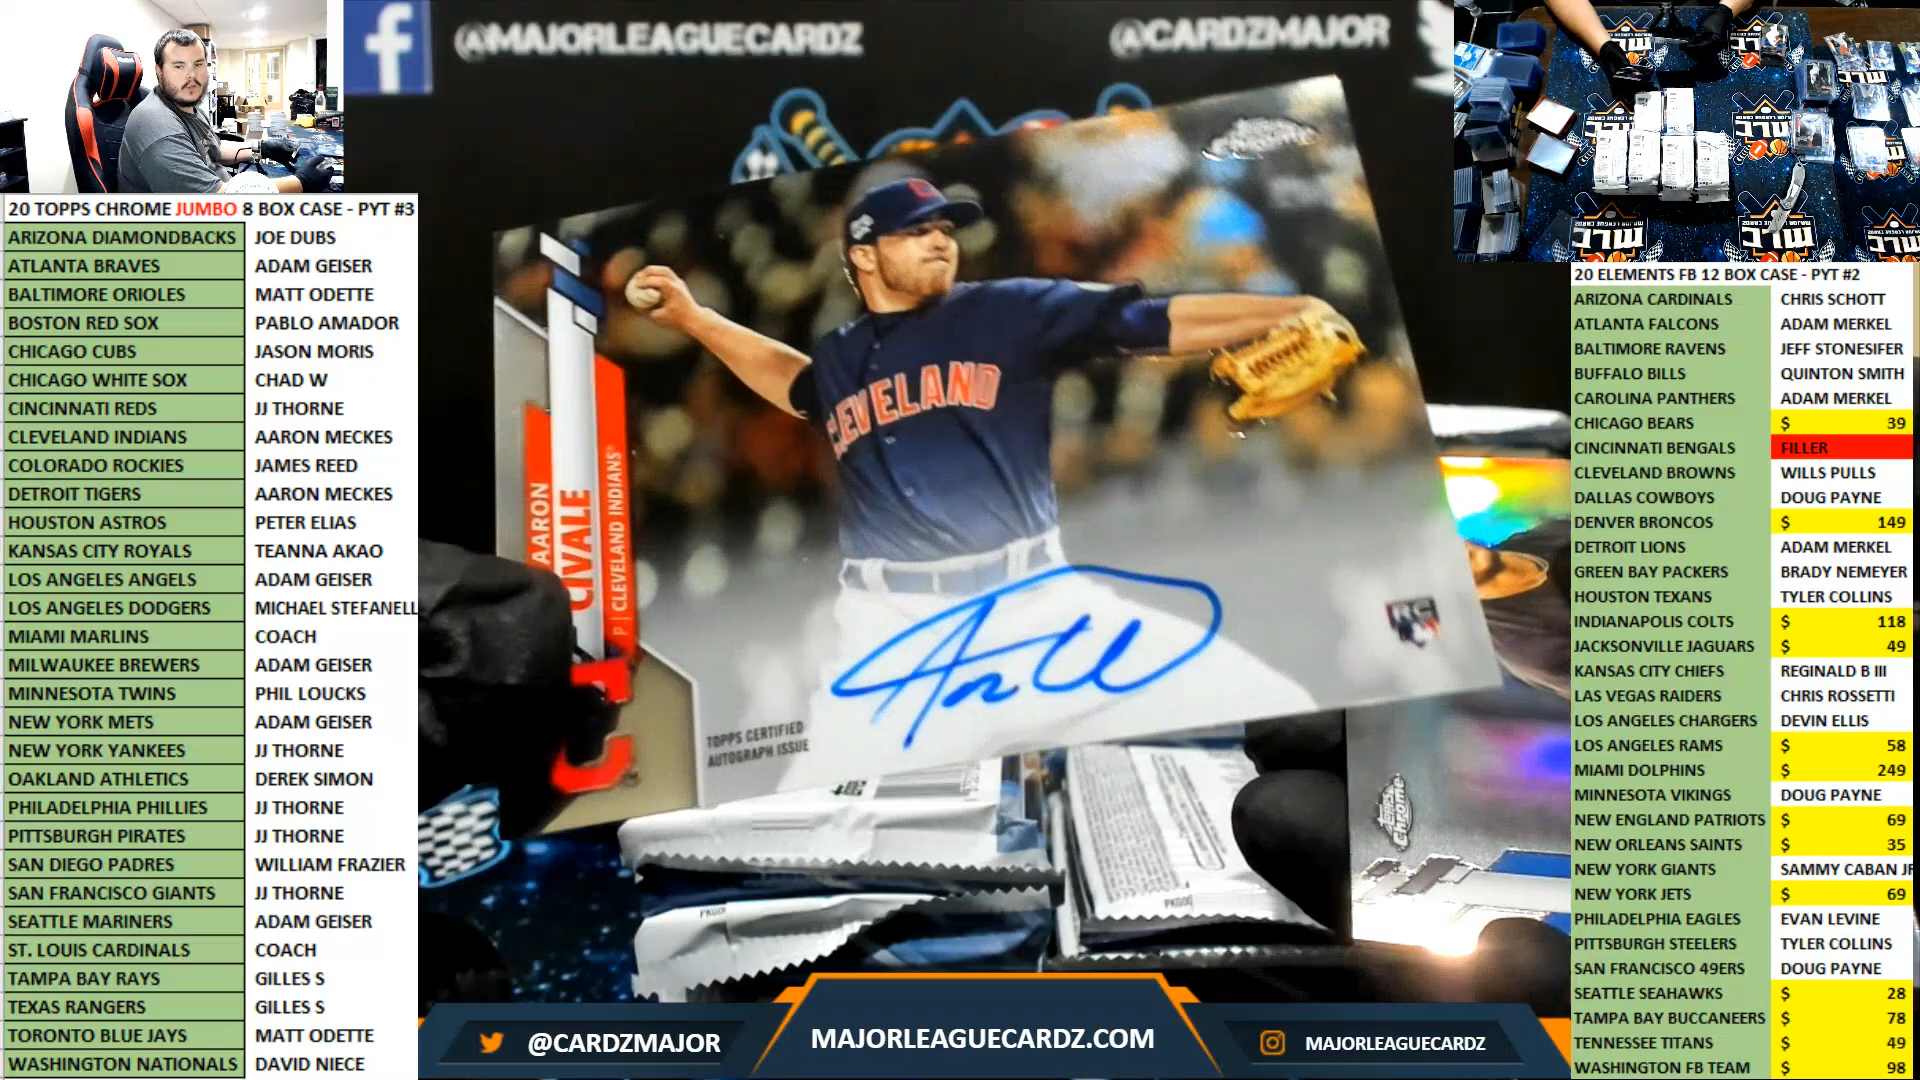 @MAJORLEAGUECARDZ
@CARDZMAJOR
20 TOPPS CHROME JUMBO 8 BOX CASE - PYT #3
ARIZONA DIAMONDBACKS JOE DUBS
ATLANTA BRAVES ADAM GEISER
BALTIMORE ORIOLES MATT ODETTE
BOSTON RED SOX PABLO AMADOR
CHICAGO CUBS JASON MORIS
CHICAGO WHITE SOX CHAD W
CINCINNATI REDS JJ THORNE
CLEVELAND INDIANS AARON MECKES
COLORADO ROCKIES JAMES REED
DETROIT TIGERS AARON MECKES
HOUSTON ASTROS PETER ELIAS
KANSAS CITY ROYALS TEANNA AKAO
LOS ANGELES ANGELS ADAM GEISER
LOS ANGELES DODGERS MICHAEL STEFANELL
MIAMI MARLINS COACH
MILWAUKEE BREWERS ADAM GEISER
MINNESOTA TWINS PHIL LOUCKS
NEW YORK METS ADAM GEISER
NEW YORK YANKEES JJ THORNE
OAKLAND ATHLETICS DEREK SIMON
PHILADELPHIA PHILLIES JJ THORNE
PITTSBURGH PIRATES JJ THORNE
SAN DIEGO PADRES WILLIAM FRAZIER
SAN FRANCISCO GIANTS JJ THORNE
SEATTLE MARINERS ADAM GEISER
ST. LOUIS CARDINALS COACH
TAMPA BAY RAYS GILLES S
TEXAS RANGERS GILLES S
TORONTO BLUE JAYS MATT ODETTE
WASHINGTON NATIONALS DAVID NIECE
CLEVELAND
AARON
CIVALE
P | CLEVELAND INDIANS
RC
TOPPS CERTIFIED
AUTOGRAPH ISSUE
topps
chrome
@CARDZMAJOR
MAJORLEAGUECARDZ.COM
MAJORLEAGUECARDZ
20 ELEMENTS FB 12 BOX CASE - PYT #2
ARIZONA CARDINALS CHRIS SCHOTT
ATLANTA FALCONS ADAM MERKEL
BALTIMORE RAVENS JEFF STONESIFER
BUFFALO BILLS QUINTON SMITH
CAROLINA PANTHERS ADAM MERKEL
CHICAGO BEARS $ 39
CINCINNATI BENGALS FILLER
CLEVELAND BROWNS WILLS PULLS
DALLAS COWBOYS DOUG PAYNE
DENVER BRONCOS $ 149
DETROIT LIONS ADAM MERKEL
GREEN BAY PACKERS BRADY NEMEYER
HOUSTON TEXANS TYLER COLLINS
INDIANAPOLIS COLTS $ 118
JACKSONVILLE JAGUARS $ 49
KANSAS CITY CHIEFS REGINALD B III
LAS VEGAS RAIDERS CHRIS ROSSETTI
LOS ANGELES CHARGERS DEVIN ELLIS
LOS ANGELES RAMS $ 58
MIAMI DOLPHINS $ 249
MINNESOTA VIKINGS DOUG PAYNE
NEW ENGLAND PATRIOTS $ 69
NEW ORLEANS SAINTS $ 35
NEW YORK GIANTS SAMMY CABAN JR
NEW YORK JETS $ 69
PHILADELPHIA EAGLES EVAN LEVINE
PITTSBURGH STEELERS TYLER COLLINS
SAN FRANCISCO 49ERS DOUG PAYNE
SEATTLE SEAHAWKS $ 28
TAMPA BAY BUCCANEERS $ 78
TENNESSEE TITANS $ 49
WASHINGTON FB TEAM $ 98